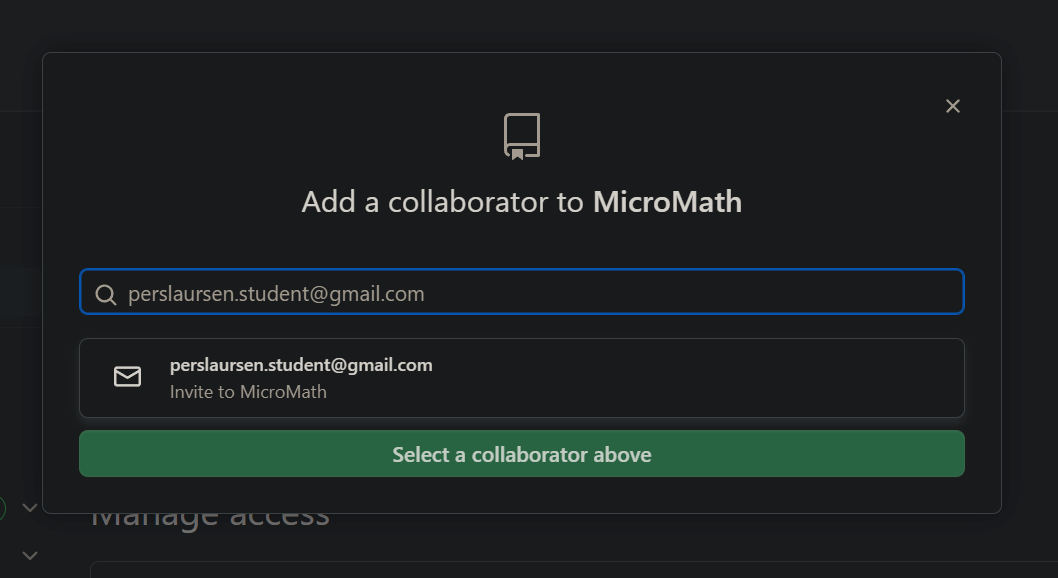 Add a collaborator to MicroMath
perslaursen.student@gmail.com
perslaursen.student@gmail.com
Invite to MicroMath
Select a collaborator above
Manage access